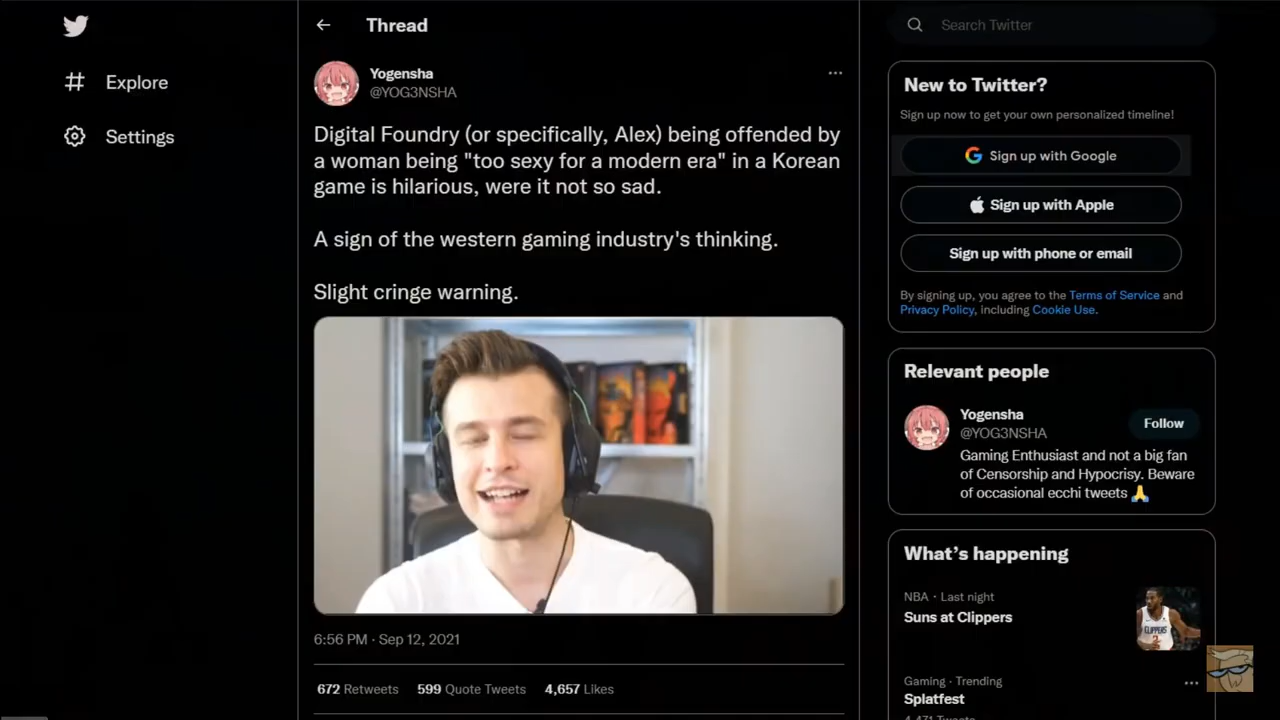 Thread
Explore
Settings
Yogensha
@YOG3NSHA
Digital Foundry (or specifically, Alex) being offended by
a woman being "too sexy for a modern era" in a Korean
game is hilarious, were it not so sad.
A sign of the western gaming industry's thinking.
Slight cringe warning.
6:56 PM · Sep 12, 2021
672 Retweets 599 Quote Tweets 4,657 Likes
Search Twitter
New to Twitter?
Sign up now to get your own personalized timeline!
Sign up with Google
Sign up with Apple
Sign up with phone or email
By signing up, you agree to the Terms of Service and
Privacy Policy, including Cookie Use.
Relevant people
Yogensha
@YOG3NSHA
Follow
Gaming Enthusiast and not a big fan
of Censorship and Hypocrisy. Beware
of occasional ecchi tweets 🙏
What's happening
NBA · Last night
Suns at Clippers
CLIPPERS
Gaming · Trending
Splatfest